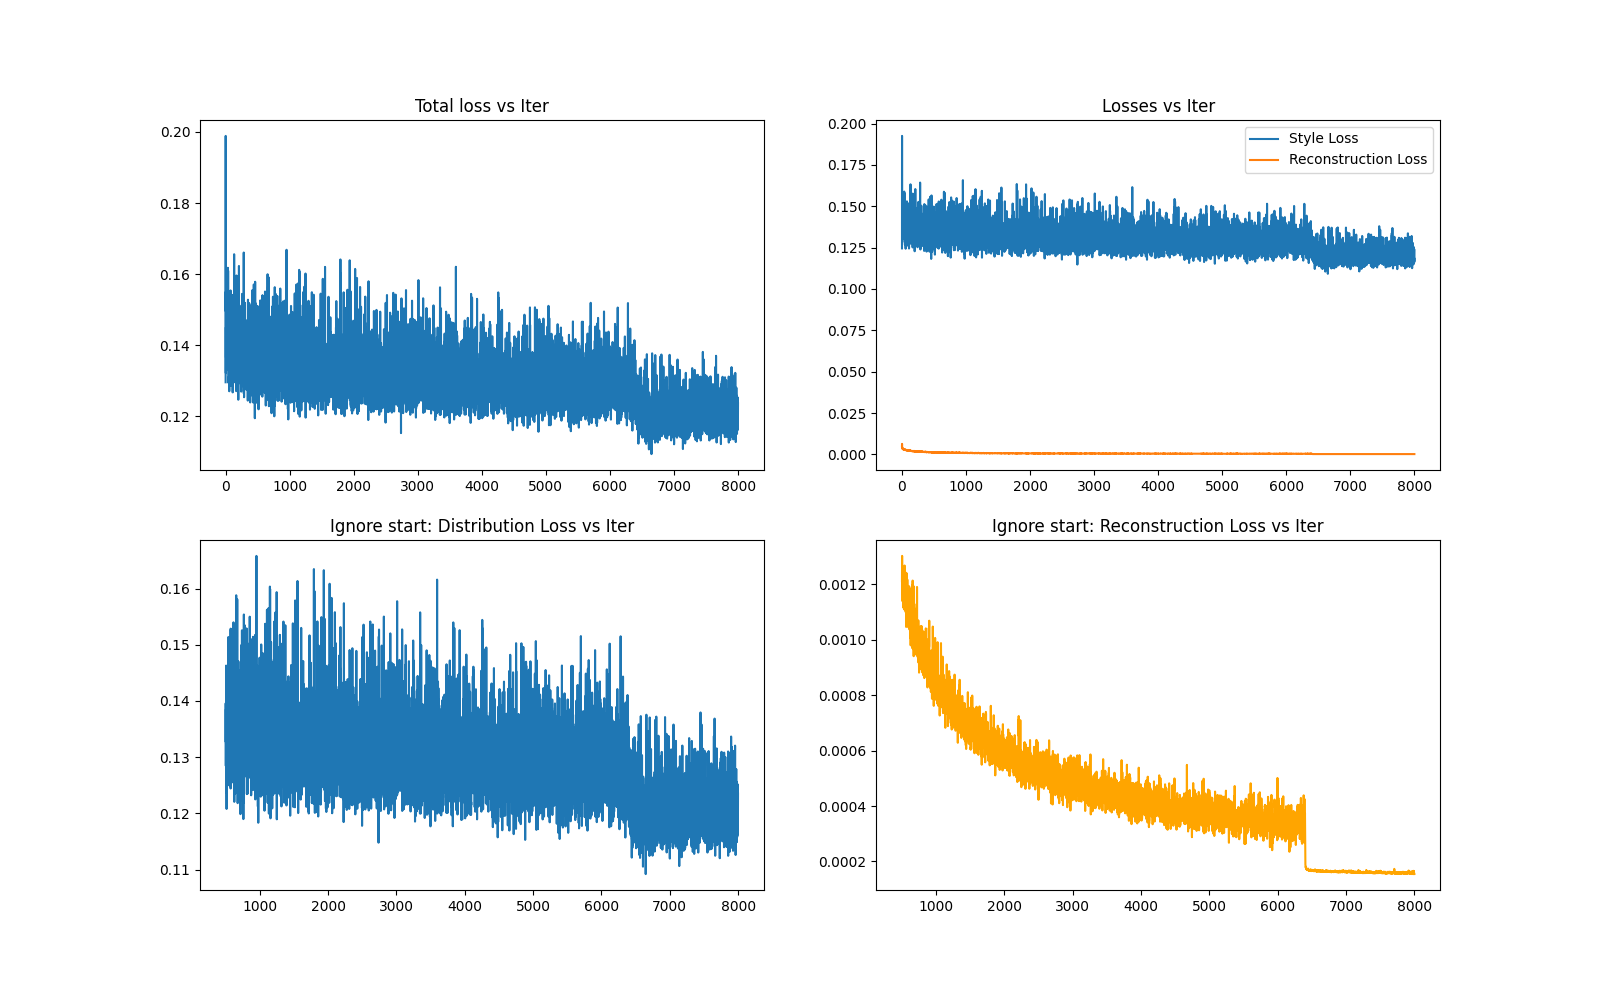 Total loss vs Iter
0.20
0.18
0.16
0.14
0.12
0 1000 2000 3000 4000 5000 6000 7000 8000
Losses vs Iter
0.200
0.175
0.150
0.125
0.100
0.075
0.050
0.025
0.000
Style Loss
Reconstruction Loss
0 1000 2000 3000 4000 5000 6000 7000 8000
Ignore start: Distribution Loss vs Iter
0.16
0.15
0.14
0.13
0.12
0.11
1000 2000 3000 4000 5000 6000 7000 8000
Ignore start: Reconstruction Loss vs Iter
0.0012
0.0010
0.0008
0.0006
0.0004
0.0002
1000 2000 3000 4000 5000 6000 7000 8000